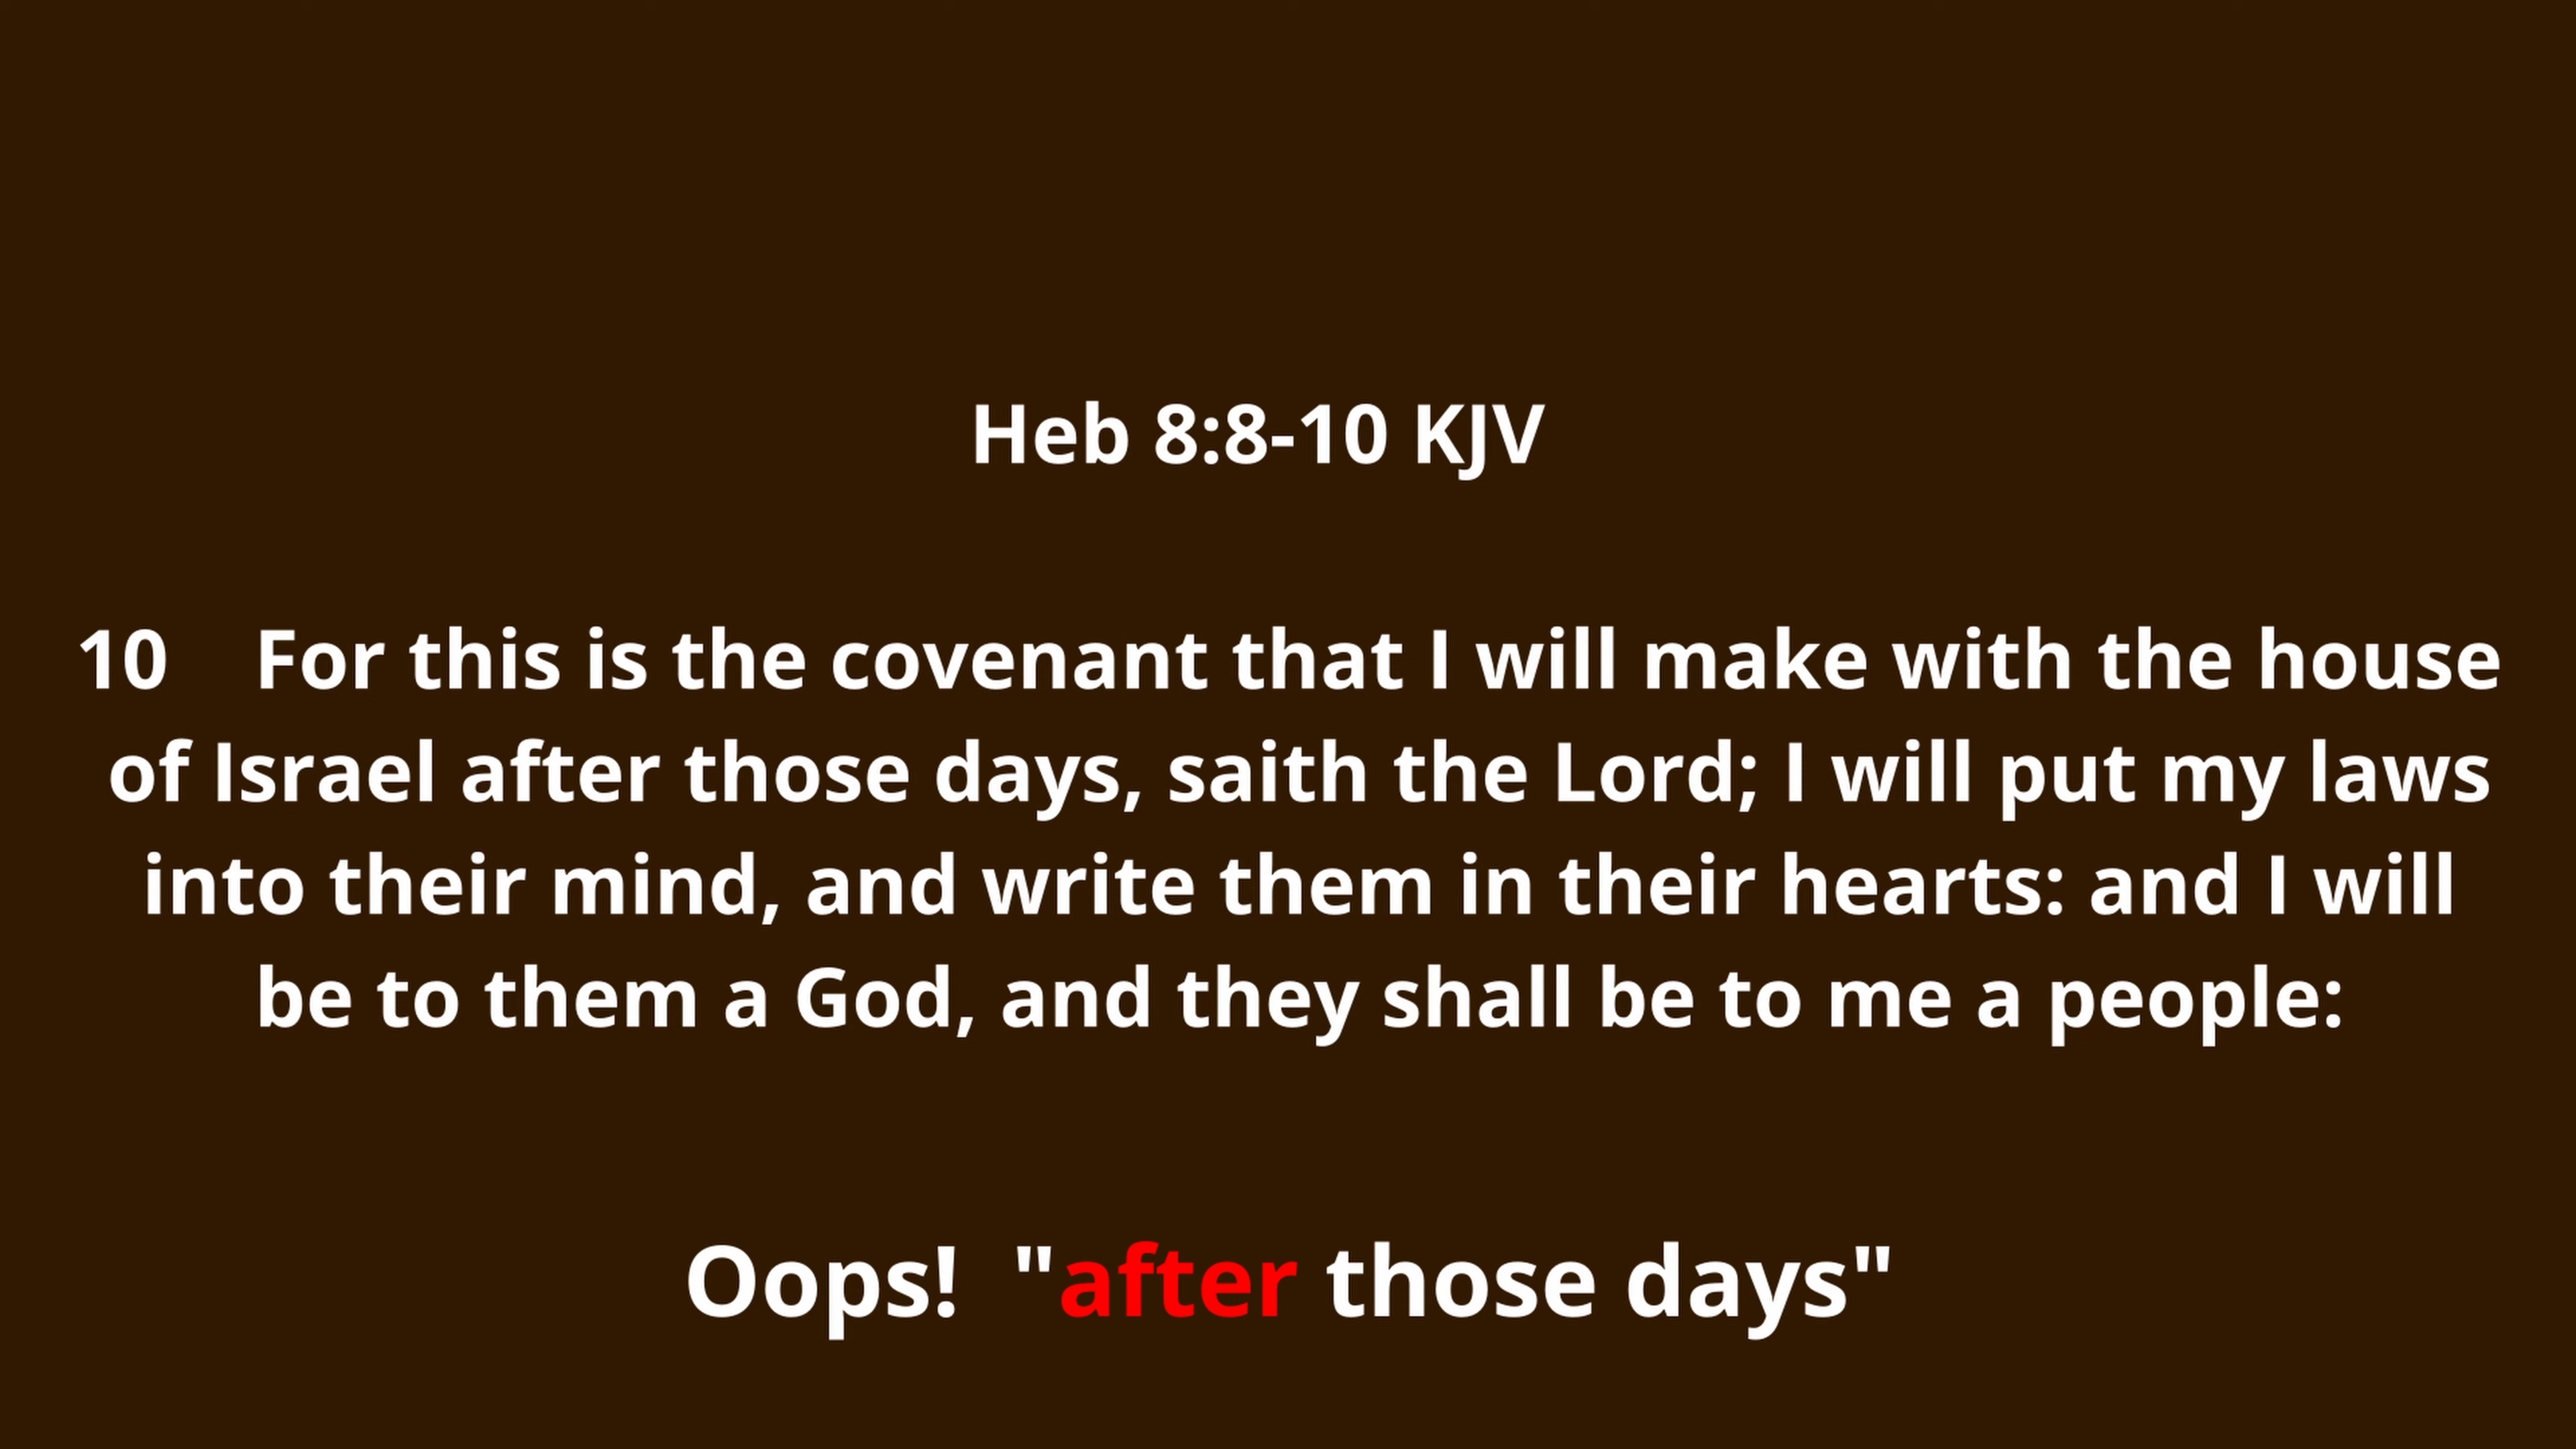 Heb 8:8-10 KJV
10 For this is the covenant that I will make with the house
of Israel after those days, saith the Lord; I will put my laws
into their mind, and write them in their hearts: and I will
be to them a God, and they shall be to me a people:
Oops! "after those days"